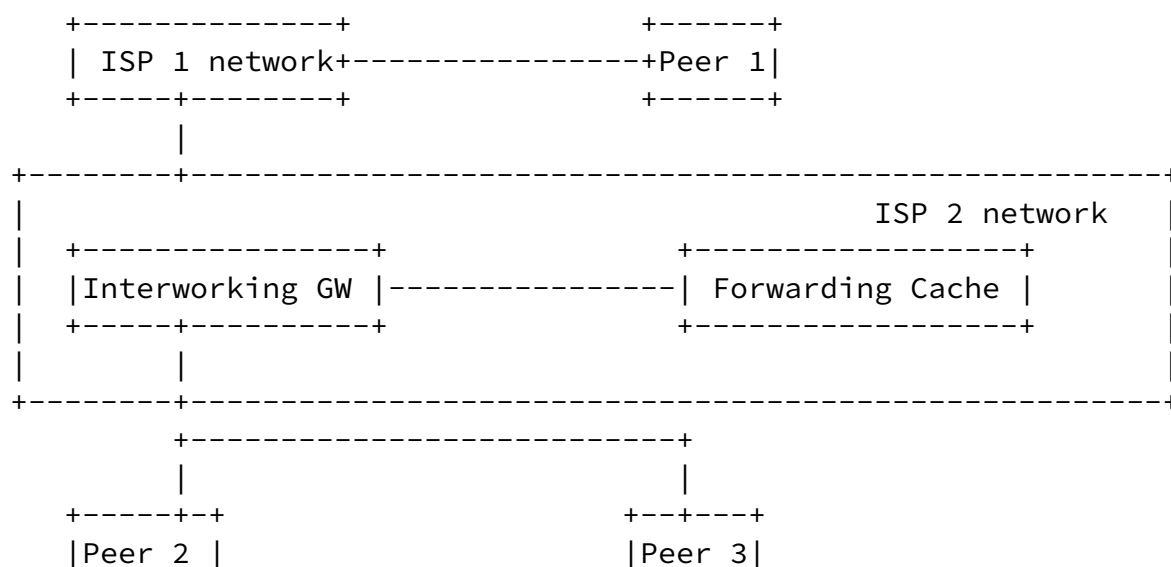 ISP 1 network Peer 1
ISP 2 network
Interworking GW Forwarding Cache
Peer 2 Peer 3